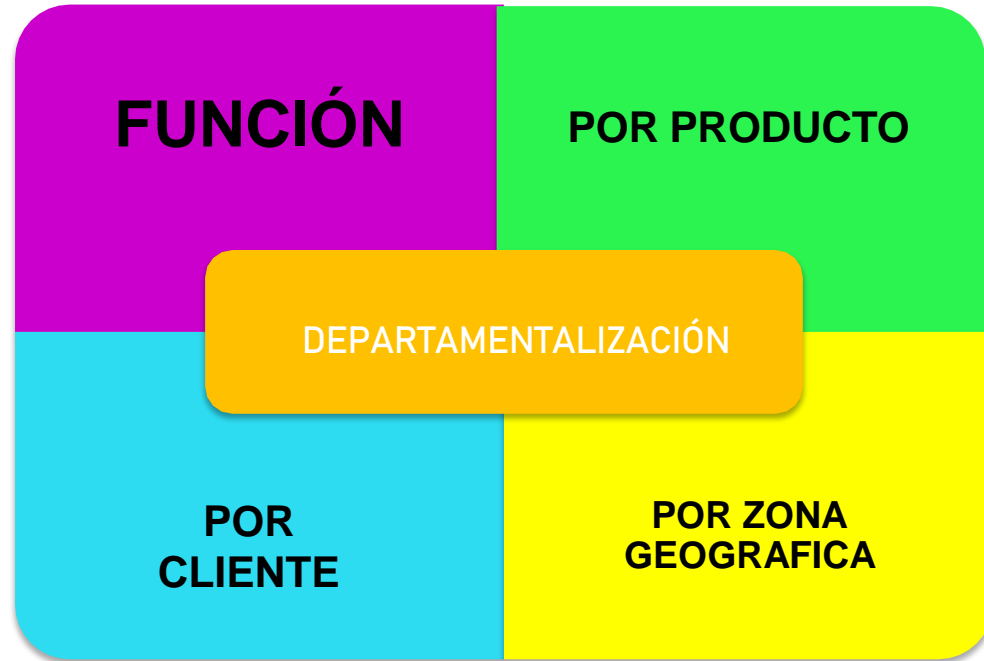 FUNCIÓN
POR PRODUCTO
DEPARTAMENTALIZACIÓN
POR
CLIENTE
POR ZONA
GEOGRAFICA